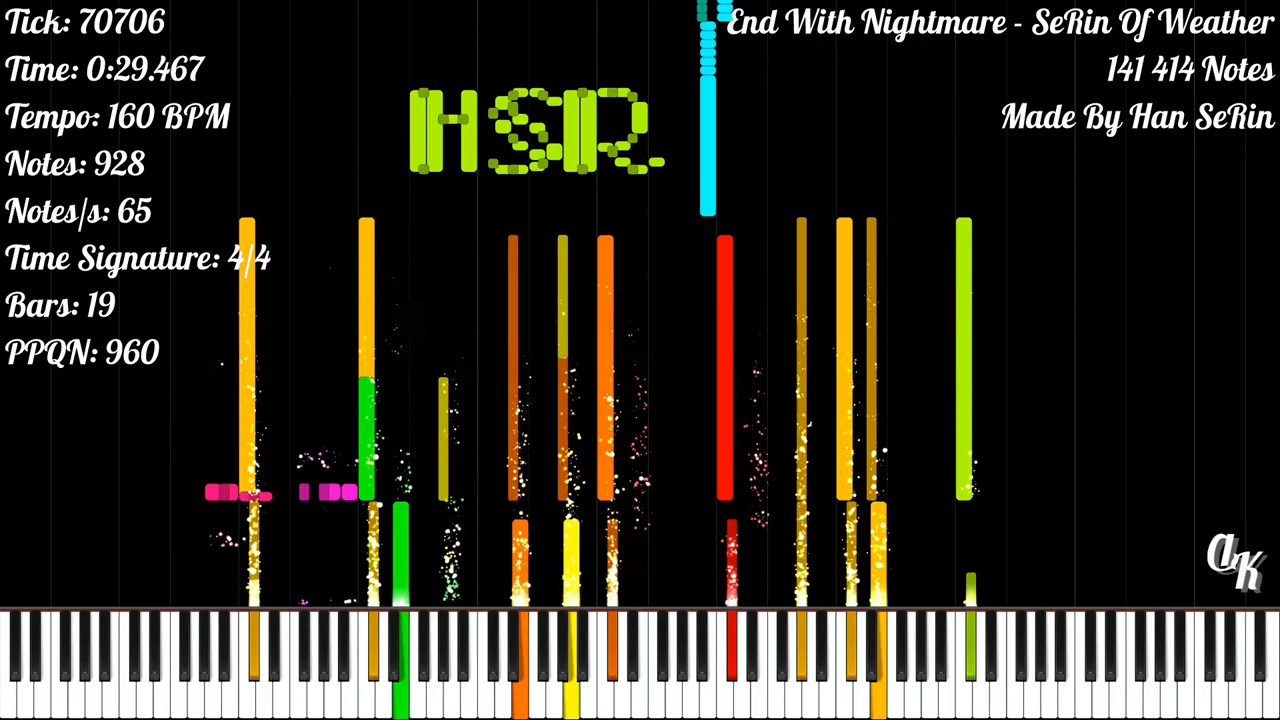 Tick: 70706
Time: 0:29.467
Tempo: 160 BPM
Notes: 928
Notes/s: 65
Time Signature: 4/4
Bars: 19
PPQN: 960
End With Nightmare - SeRin Of Weather
141 414 Notes
Made By Han SeRin
HSR
aK